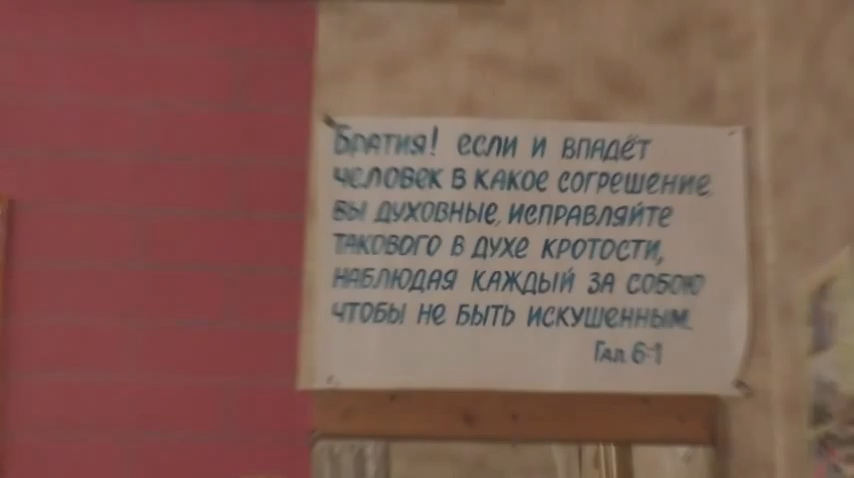 Братия! если и впадёт
человек в какое согрешение,
вы духовные, исправляйте
такового в духе кротости,
наблюдая каждый за собою
чтобы не быть искушенным.
Гал. 6:1